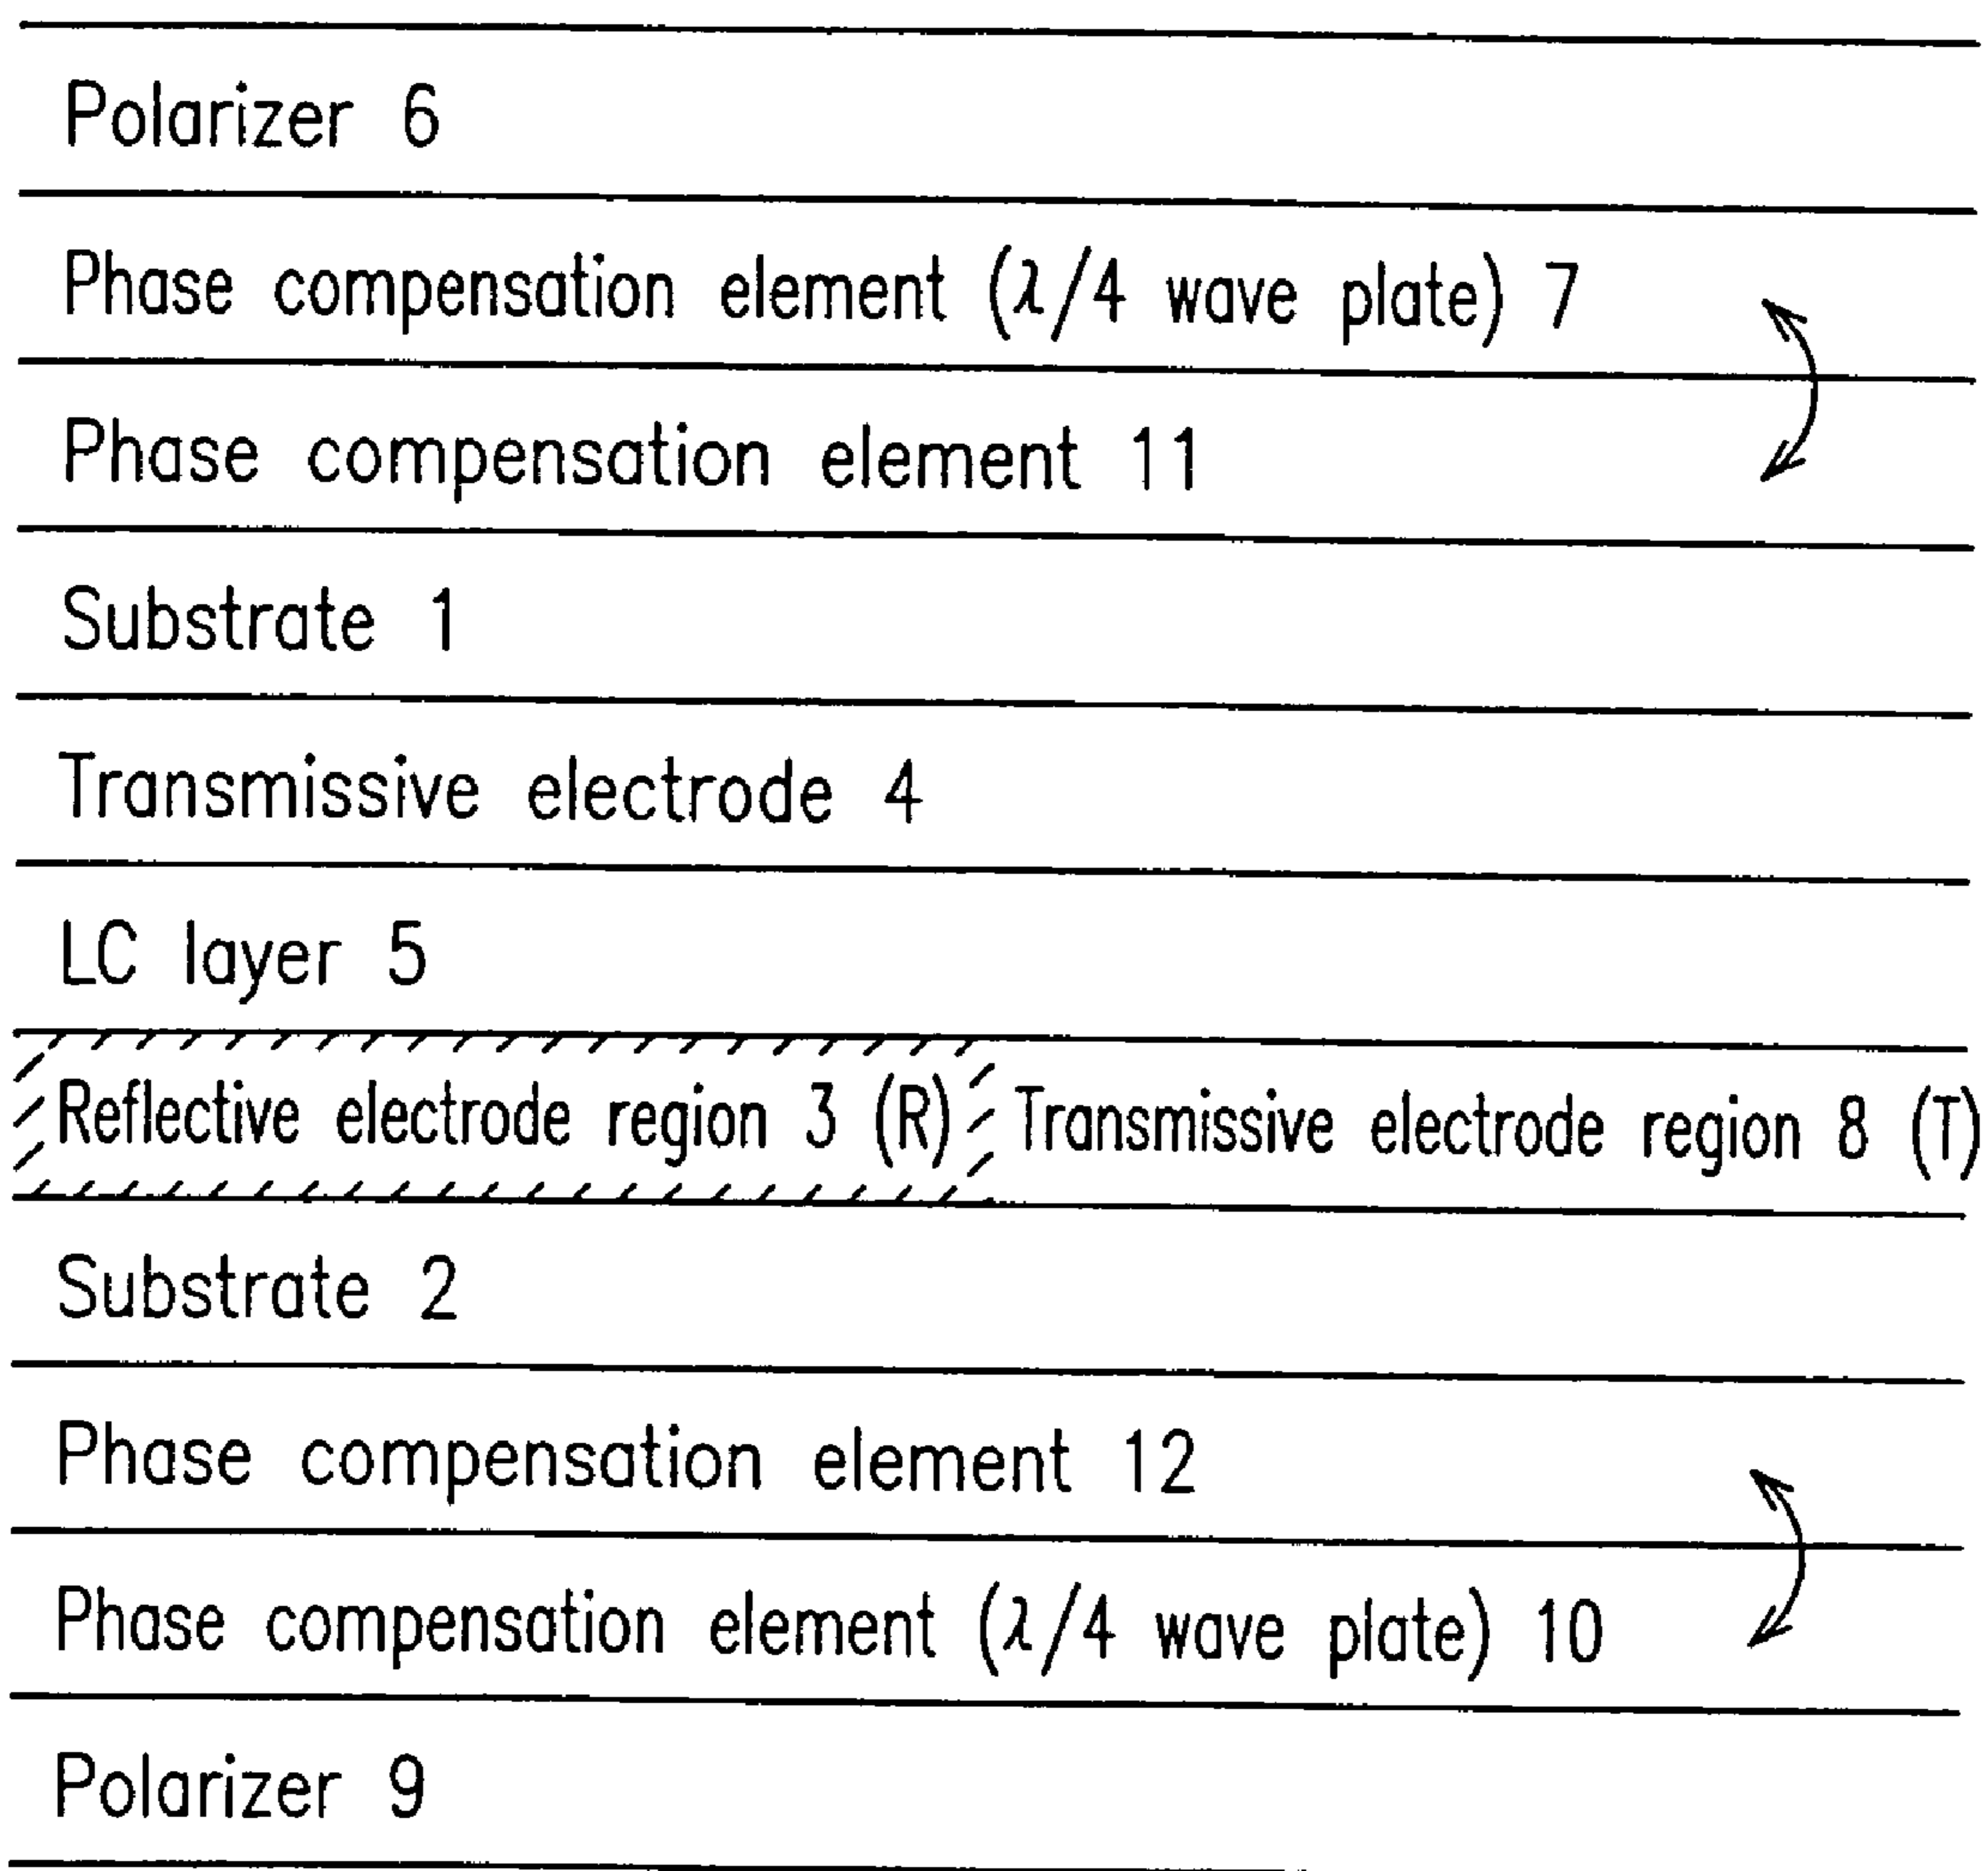 Polarizer 6
Phase compensation element (λ/4 wave plate) 7
Phase compensation element 11
Substrate 1
Transmissive electrode 4
LC layer 5
Reflective electrode region 3 (R) Transmissive electrode region 8 (T)
Substrate 2
Phase compensation element 12
Phase compensation element (λ/4 wave plate) 10
Polarizer 9